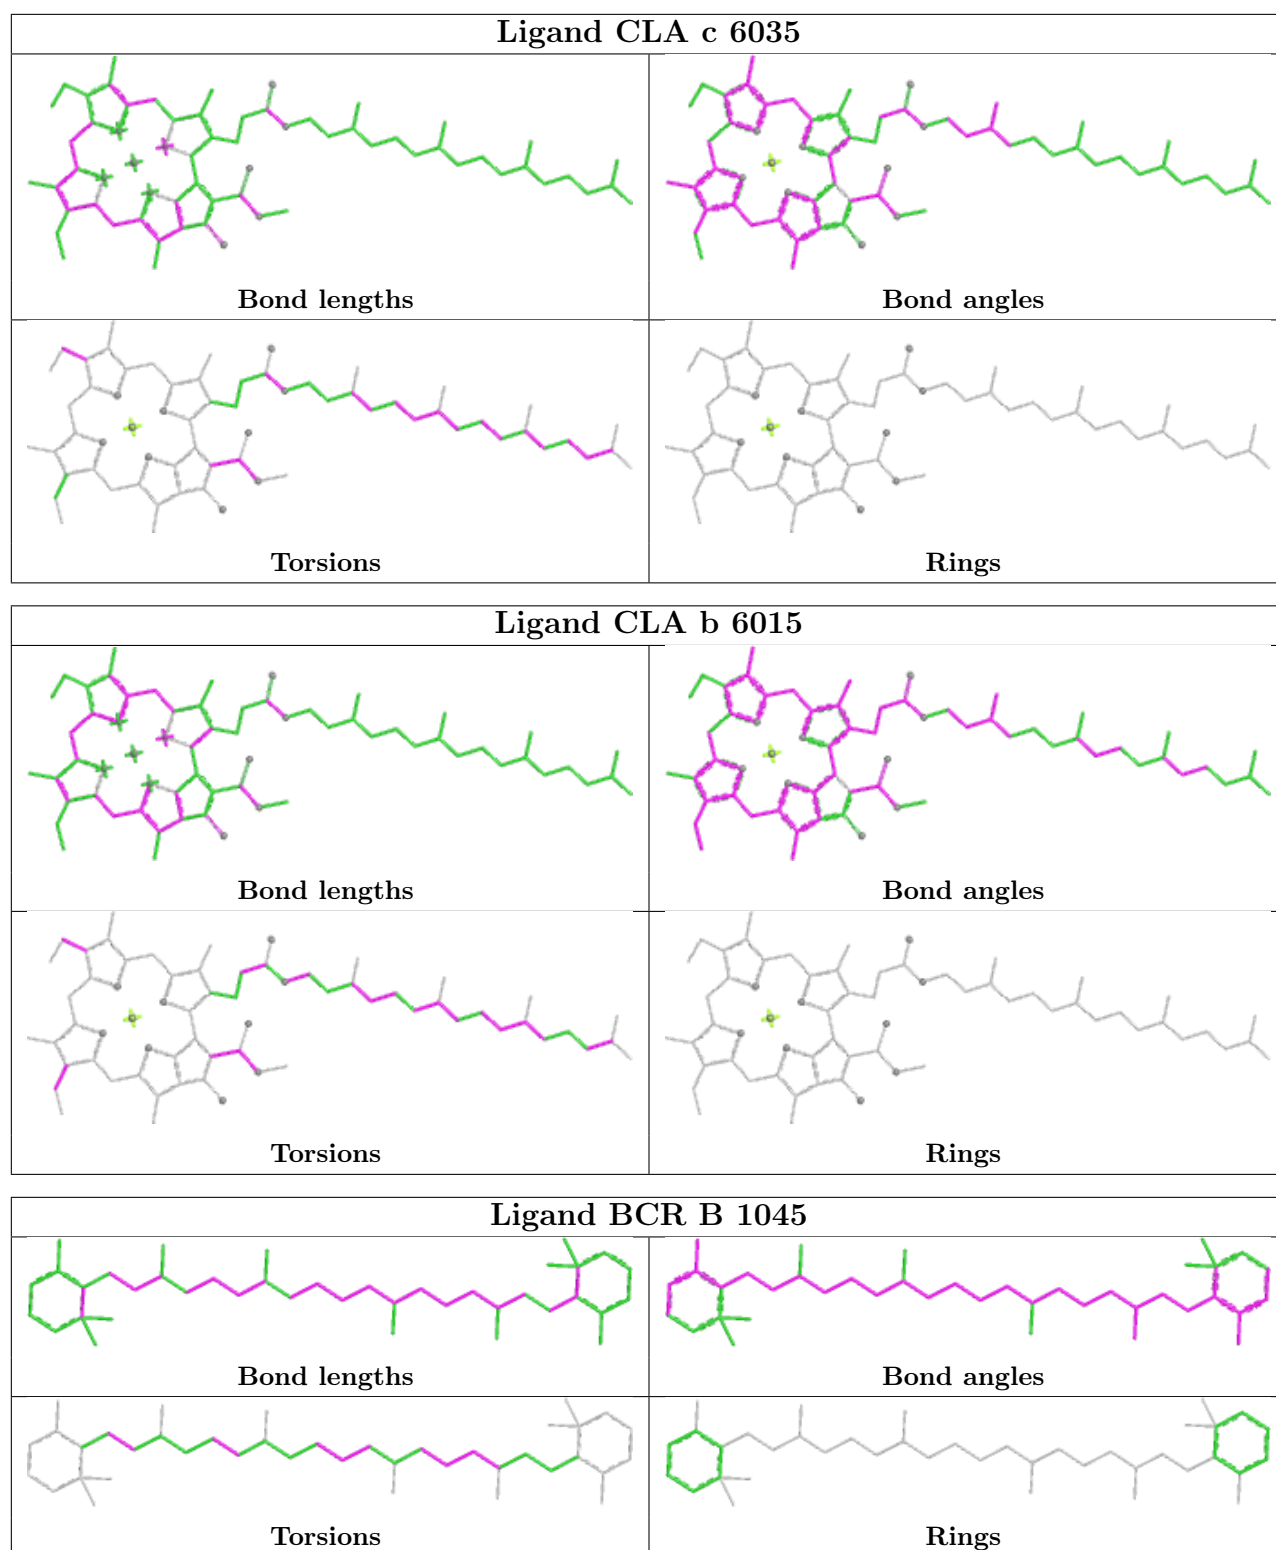 Ligand CLA c 6035
Bond lengths
Bond angles
Torsions
Rings
Ligand CLA b 6015
Bond lengths
Bond angles
Torsions
Rings
Ligand BCR B 1045
Bond lengths
Bond angles
Torsions
Rings